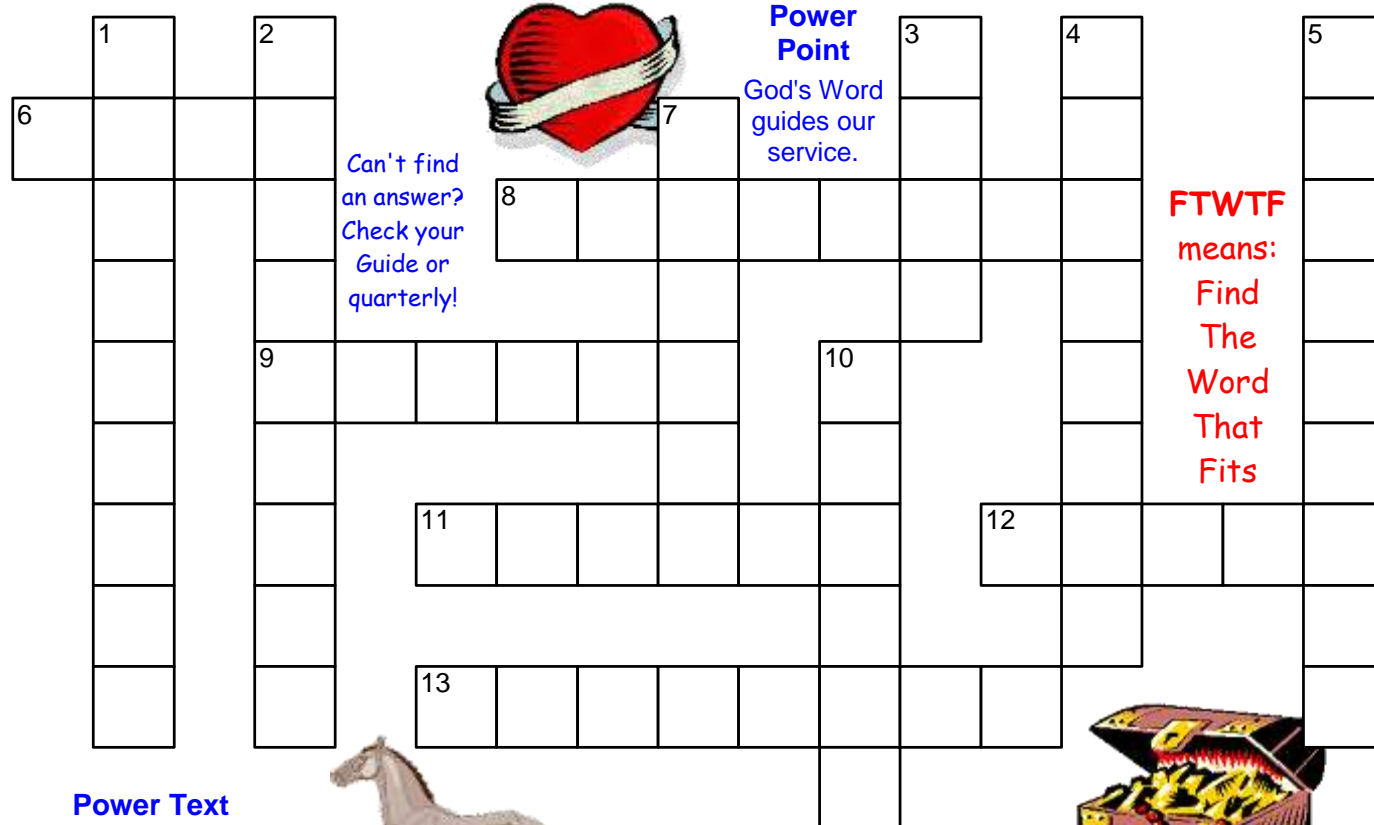 Power
Point
God's Word
guides our
service.
1
2
3
4
5
6
7
Can't find
an answer?
Check your
Guide or
quarterly!
8
FTWTF
means:
Find
The
Word
That
Fits
9
10
11
12
13
Power Text